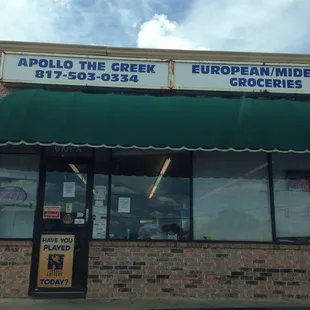 APOLLO THE GREEK
817-503-0334
EUROPEAN/MIDE
GROCERIES
HAVE YOU
PLAYED
TODAY?